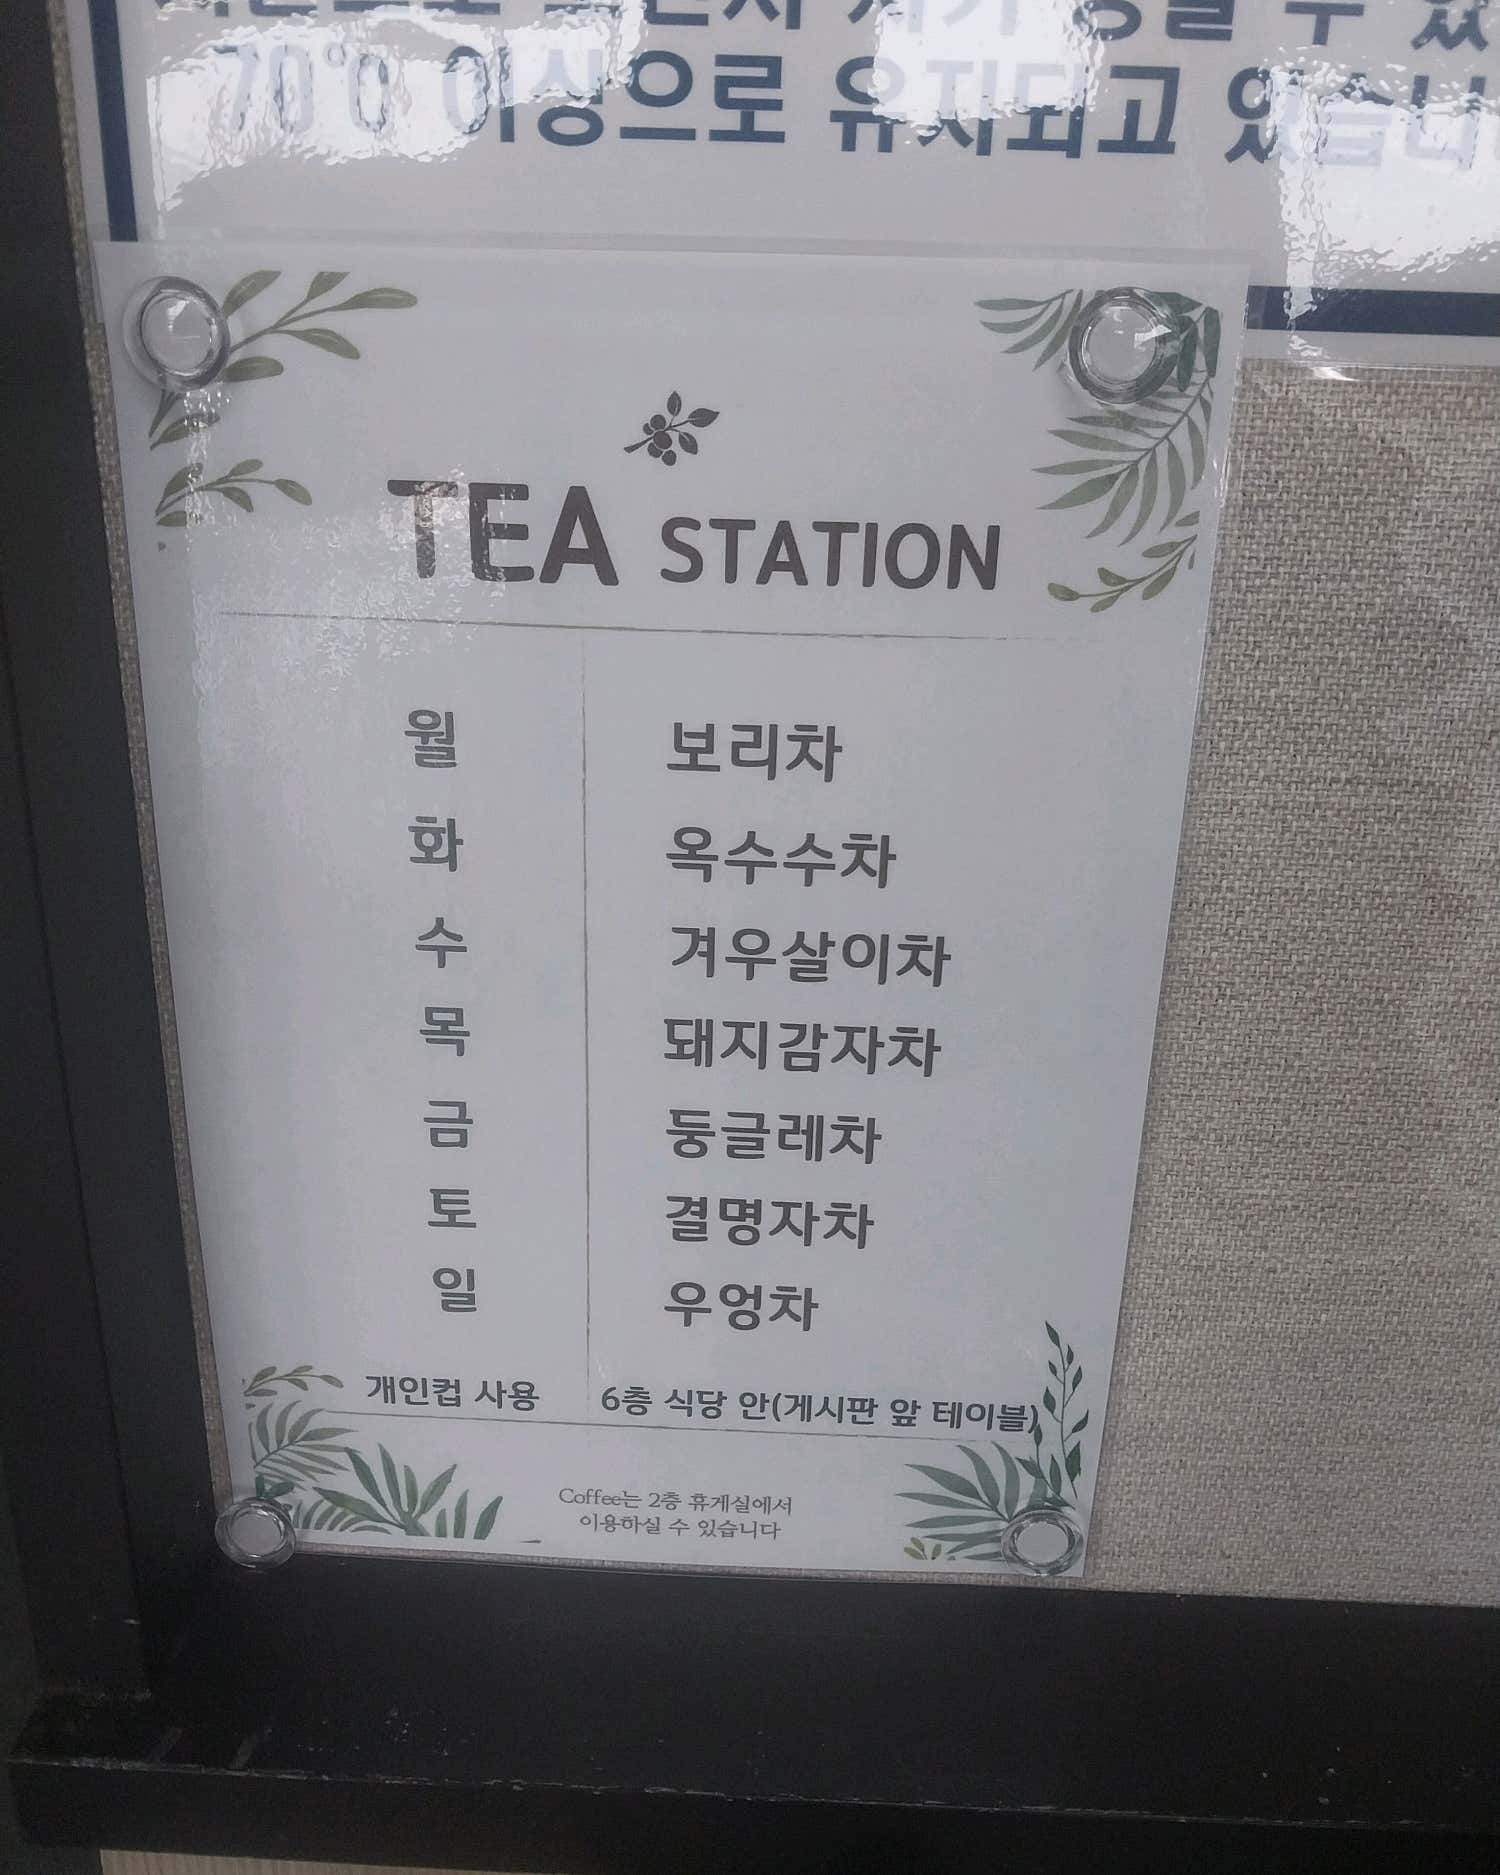 70℃ 이상으로 유지되고
TEA STATION
월 보리차
화 옥수수차
수 겨우살이차
목 돼지감자차
금 둥글레차
토 결명자차
일 우엉차
개인컵 사용 6층 식당 안(게시판 앞 테이블)
Coffee는 2층 휴게실에서
이용하실 수 있습니다